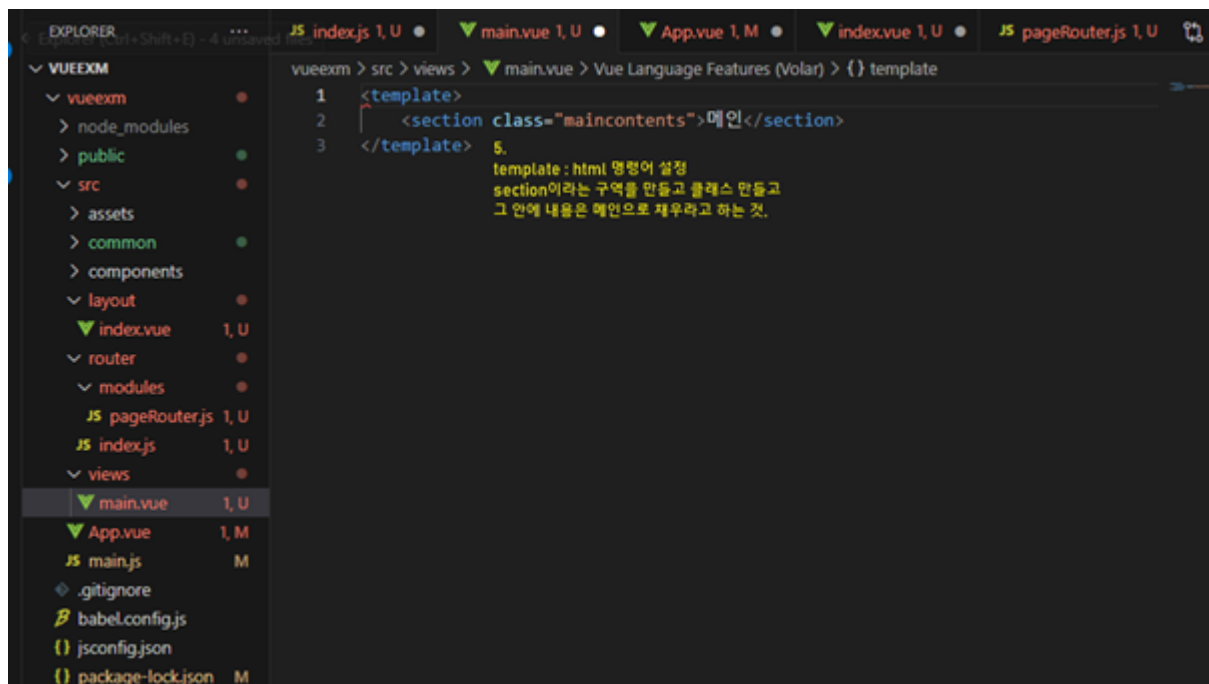 EXPLORER ...
Explorer (Ctrl+Shift+E) - 4 unsaved files
JS index.js 1, U ●
main.vue 1, U ●
App.vue 1, M ●
index.vue 1, U ●
JS pageRouter.js 1, U
VUEEXM
vueexm > src > views > main.vue > Vue Language Features (Volar) > {} template
vueexm
node_modules
public
src
assets
common
components
layout
index.vue 1, U
router
modules
JS pageRouter.js 1, U
JS index.js 1, U
views
main.vue 1, U
App.vue 1, M
JS main.js M
.gitignore
babel.config.js
{} jsconfig.json
{} package-lock.json M
1 <template>
2 <section class="maincontents">메인</section>
3 </template>
5.
template : html 명령어 설정
section이라는 구역을 만들고 클래스 만들고
그 안에 내용은 메인으로 채우라고 하는 것.